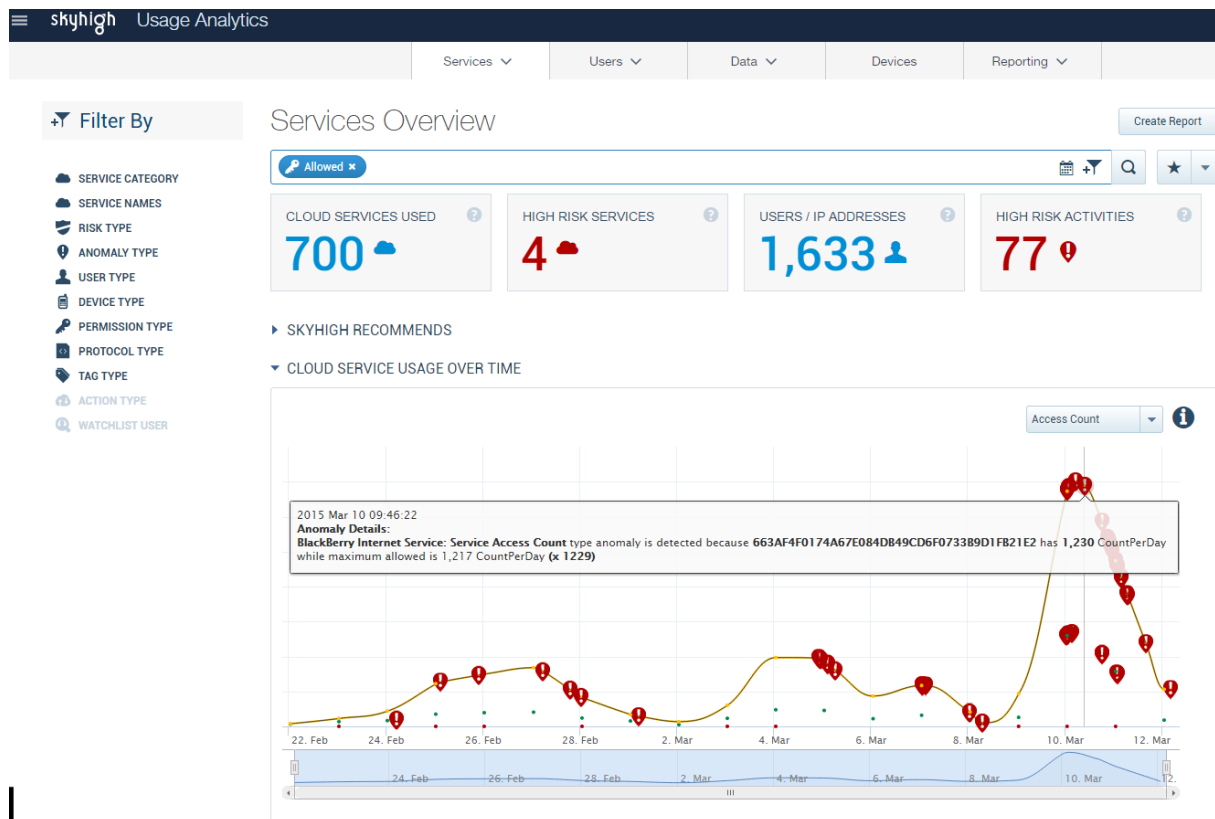 skyhigh Usage Analytics
Services Users Data Devices Reporting
Filter By
SERVICE CATEGORY
SERVICE NAMES
RISK TYPE
ANOMALY TYPE
USER TYPE
DEVICE TYPE
PERMISSION TYPE
PROTOCOL TYPE
TAG TYPE
ACTION TYPE
WATCHLIST USER
Services Overview
Create Report
Allowed ×
CLOUD SERVICES USED ?
700
HIGH RISK SERVICES ?
4
USERS / IP ADDRESSES ?
1,633
HIGH RISK ACTIVITIES ?
77
SKYHIGH RECOMMENDS
CLOUD SERVICE USAGE OVER TIME
Access Count
2015 Mar 10 09:46:22
Anomaly Details:
BlackBerry Internet Service: Service Access Count type anomaly is detected because 663AF4F0174A67E084DB49CD6F0733B9D1FB21E2 has 1,230 CountPerDay
while maximum allowed is 1,217 CountPerDay (x 1229)
22. Feb 24. Feb 26. Feb 28. Feb 2. Mar 4. Mar 6. Mar 8. Mar 10. Mar 12. Mar
24. Feb 26. Feb 28. Feb 2. Mar 4. Mar 6. Mar 8. Mar 10. Mar 12.